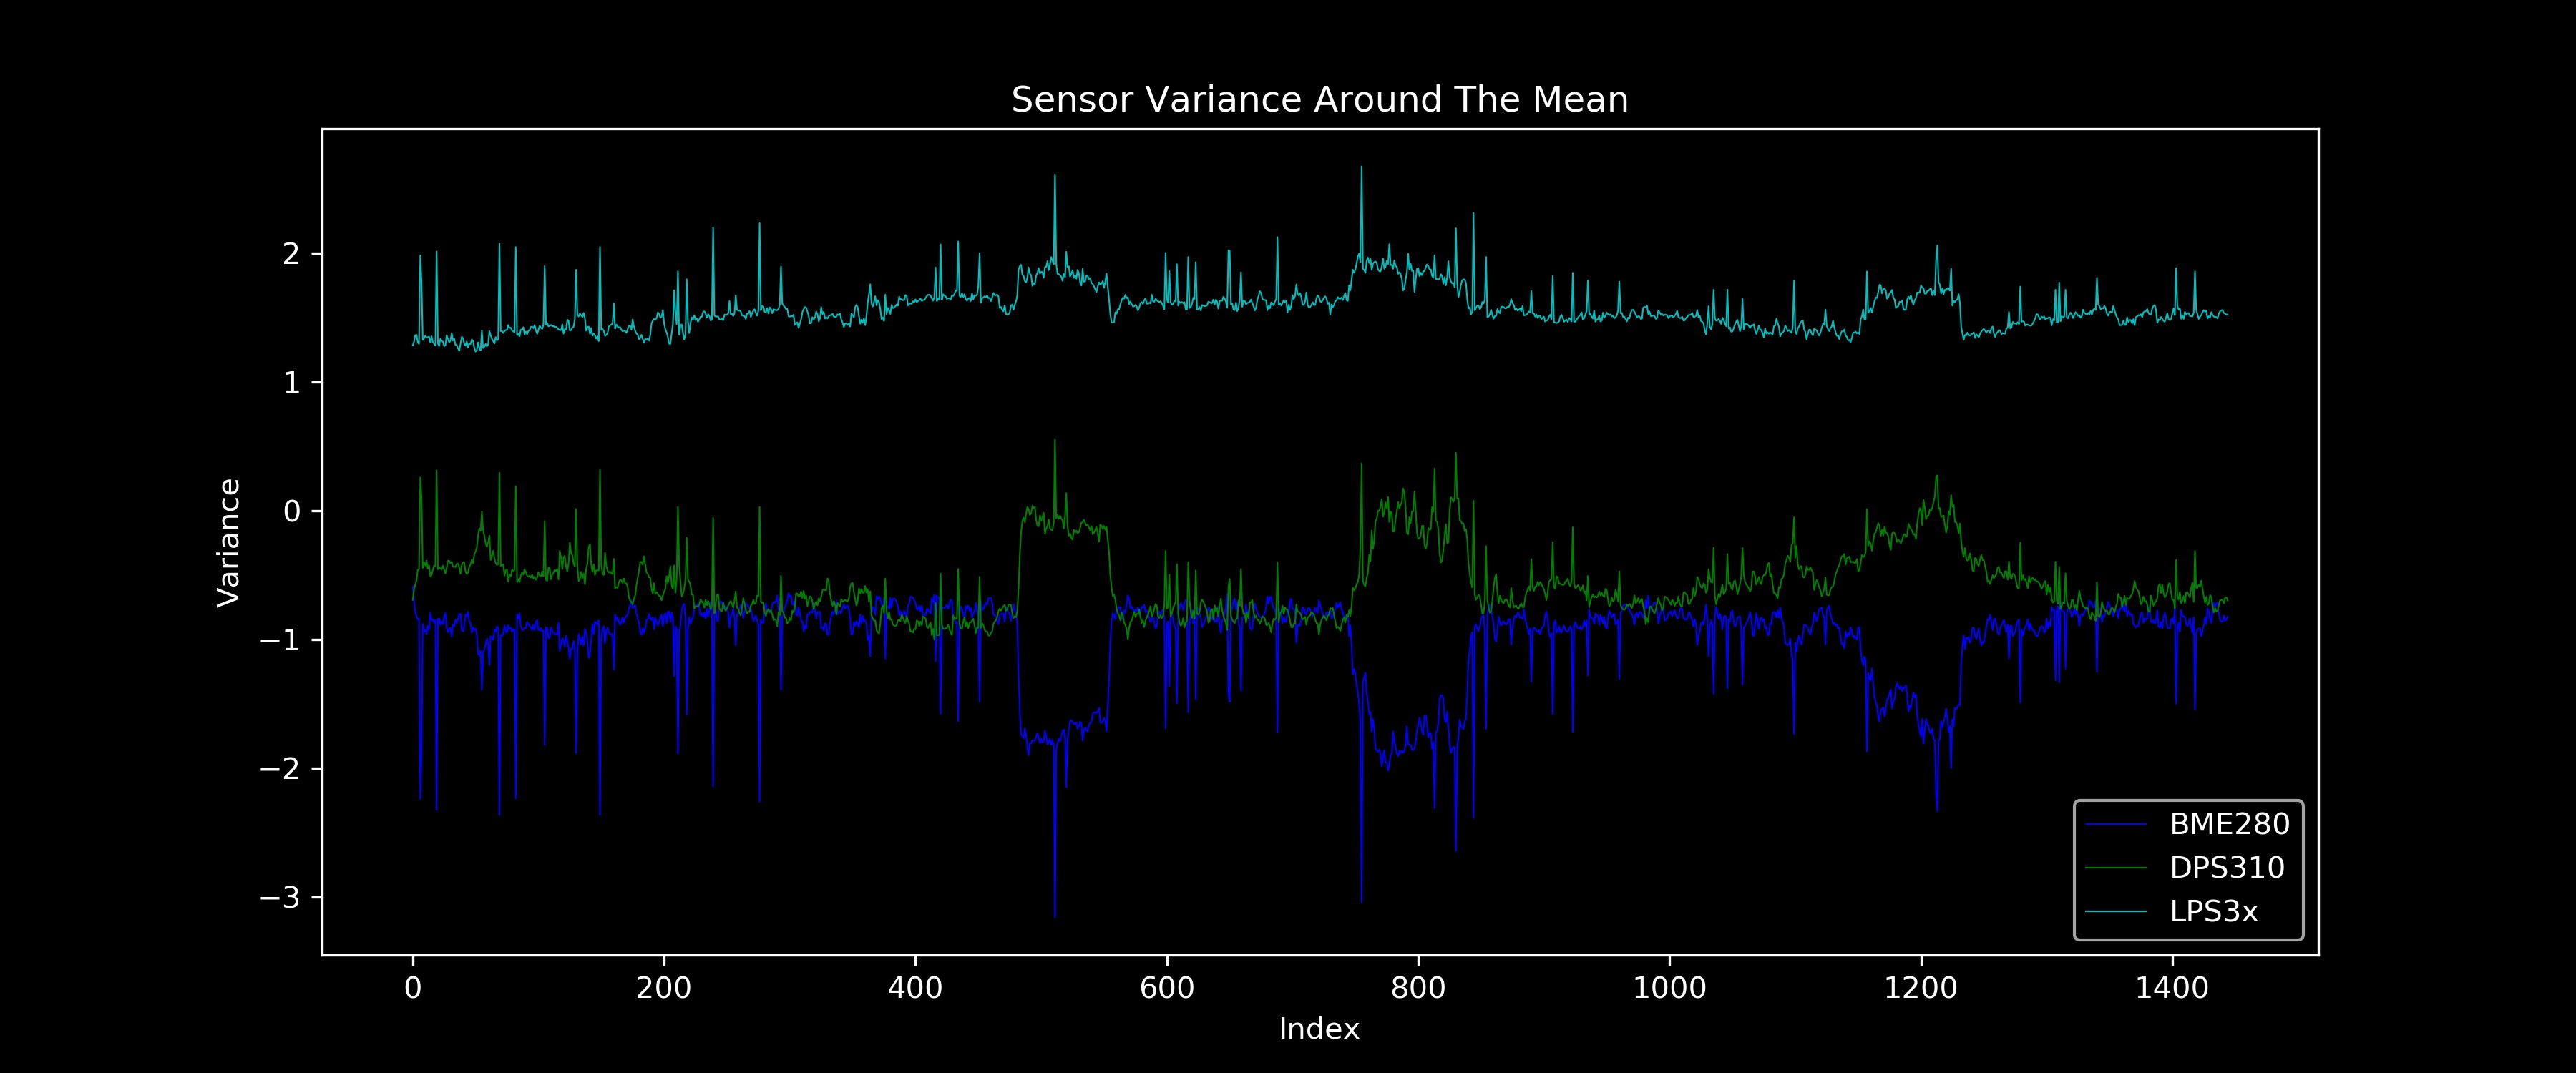 Sensor Variance Around The Mean
Variance
2
1
0
−1
−2
−3
BME280
DPS310
LPS3x
0 200 400 600 800 1000 1200 1400
Index